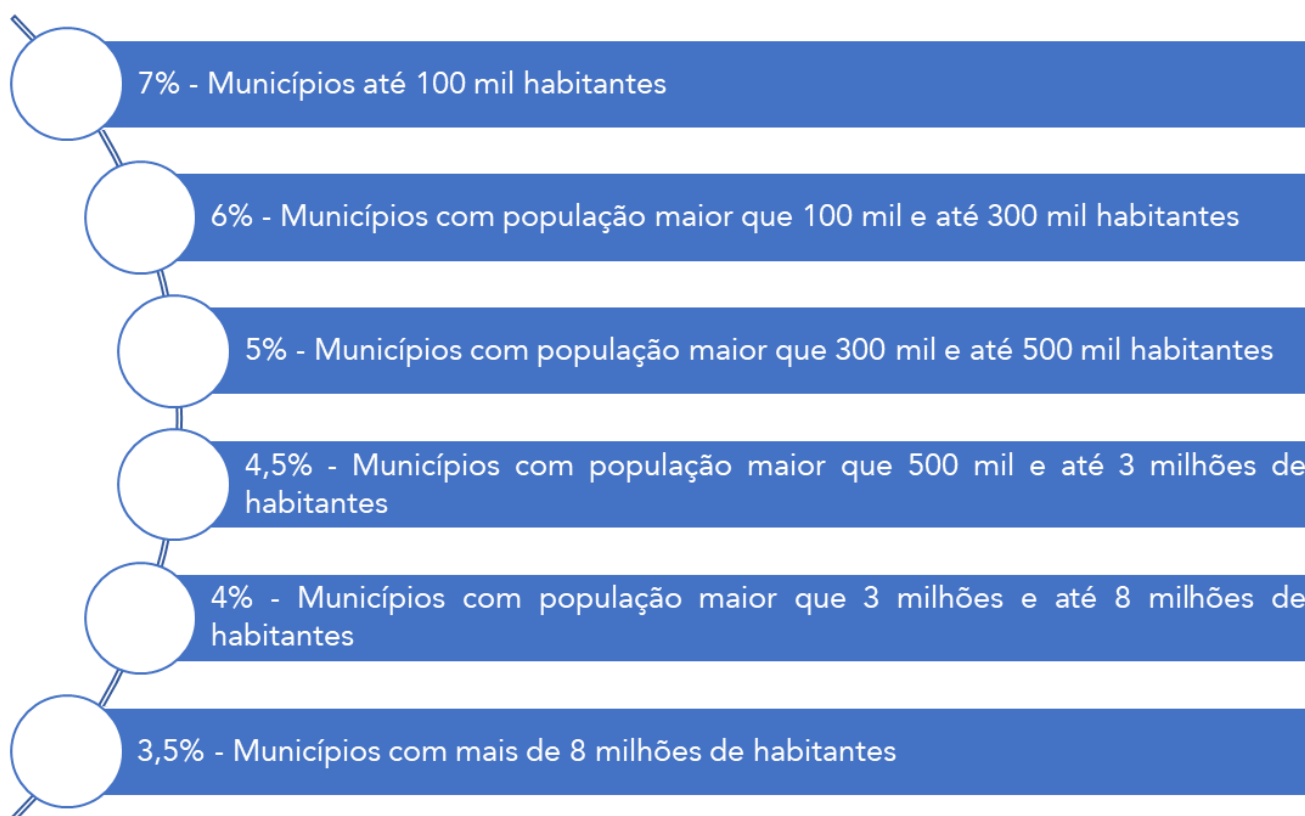 7% - Municípios até 100 mil habitantes
6% - Municípios com população maior que 100 mil e até 300 mil habitantes
5% - Municípios com população maior que 300 mil e até 500 mil habitantes
4,5% - Municípios com população maior que 500 mil e até 3 milhões de
habitantes
4% - Municípios com população maior que 3 milhões e até 8 milhões de
habitantes
3,5% - Municípios com mais de 8 milhões de habitantes